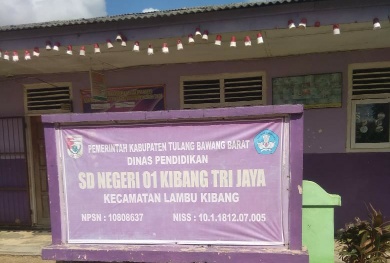 PEMERINTAH KABUPATEN TULANG BAWANG BARAT
DINAS PENDIDIKAN
SD NEGERI 01 KIBANG TRI JAYA
KECAMATAN LAMBU KIBANG
NPSN : 10808637 NISS : 10.1.1812.07.005